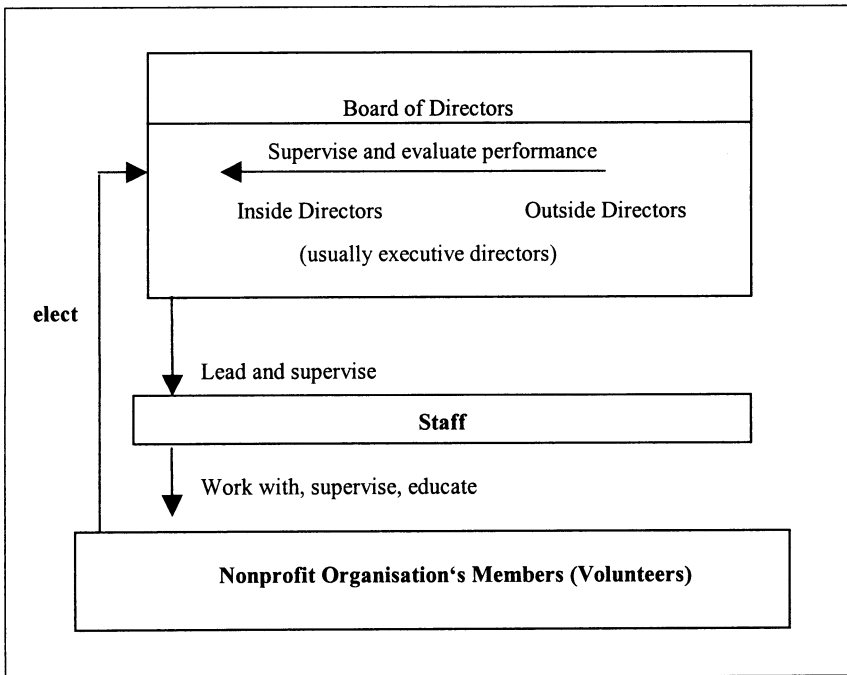 Board of Directors
Supervise and evaluate performance
Inside Directors Outside Directors
(usually executive directors)
elect
Lead and supervise
Staff
Work with, supervise, educate
Nonprofit Organisation‘s Members (Volunteers)